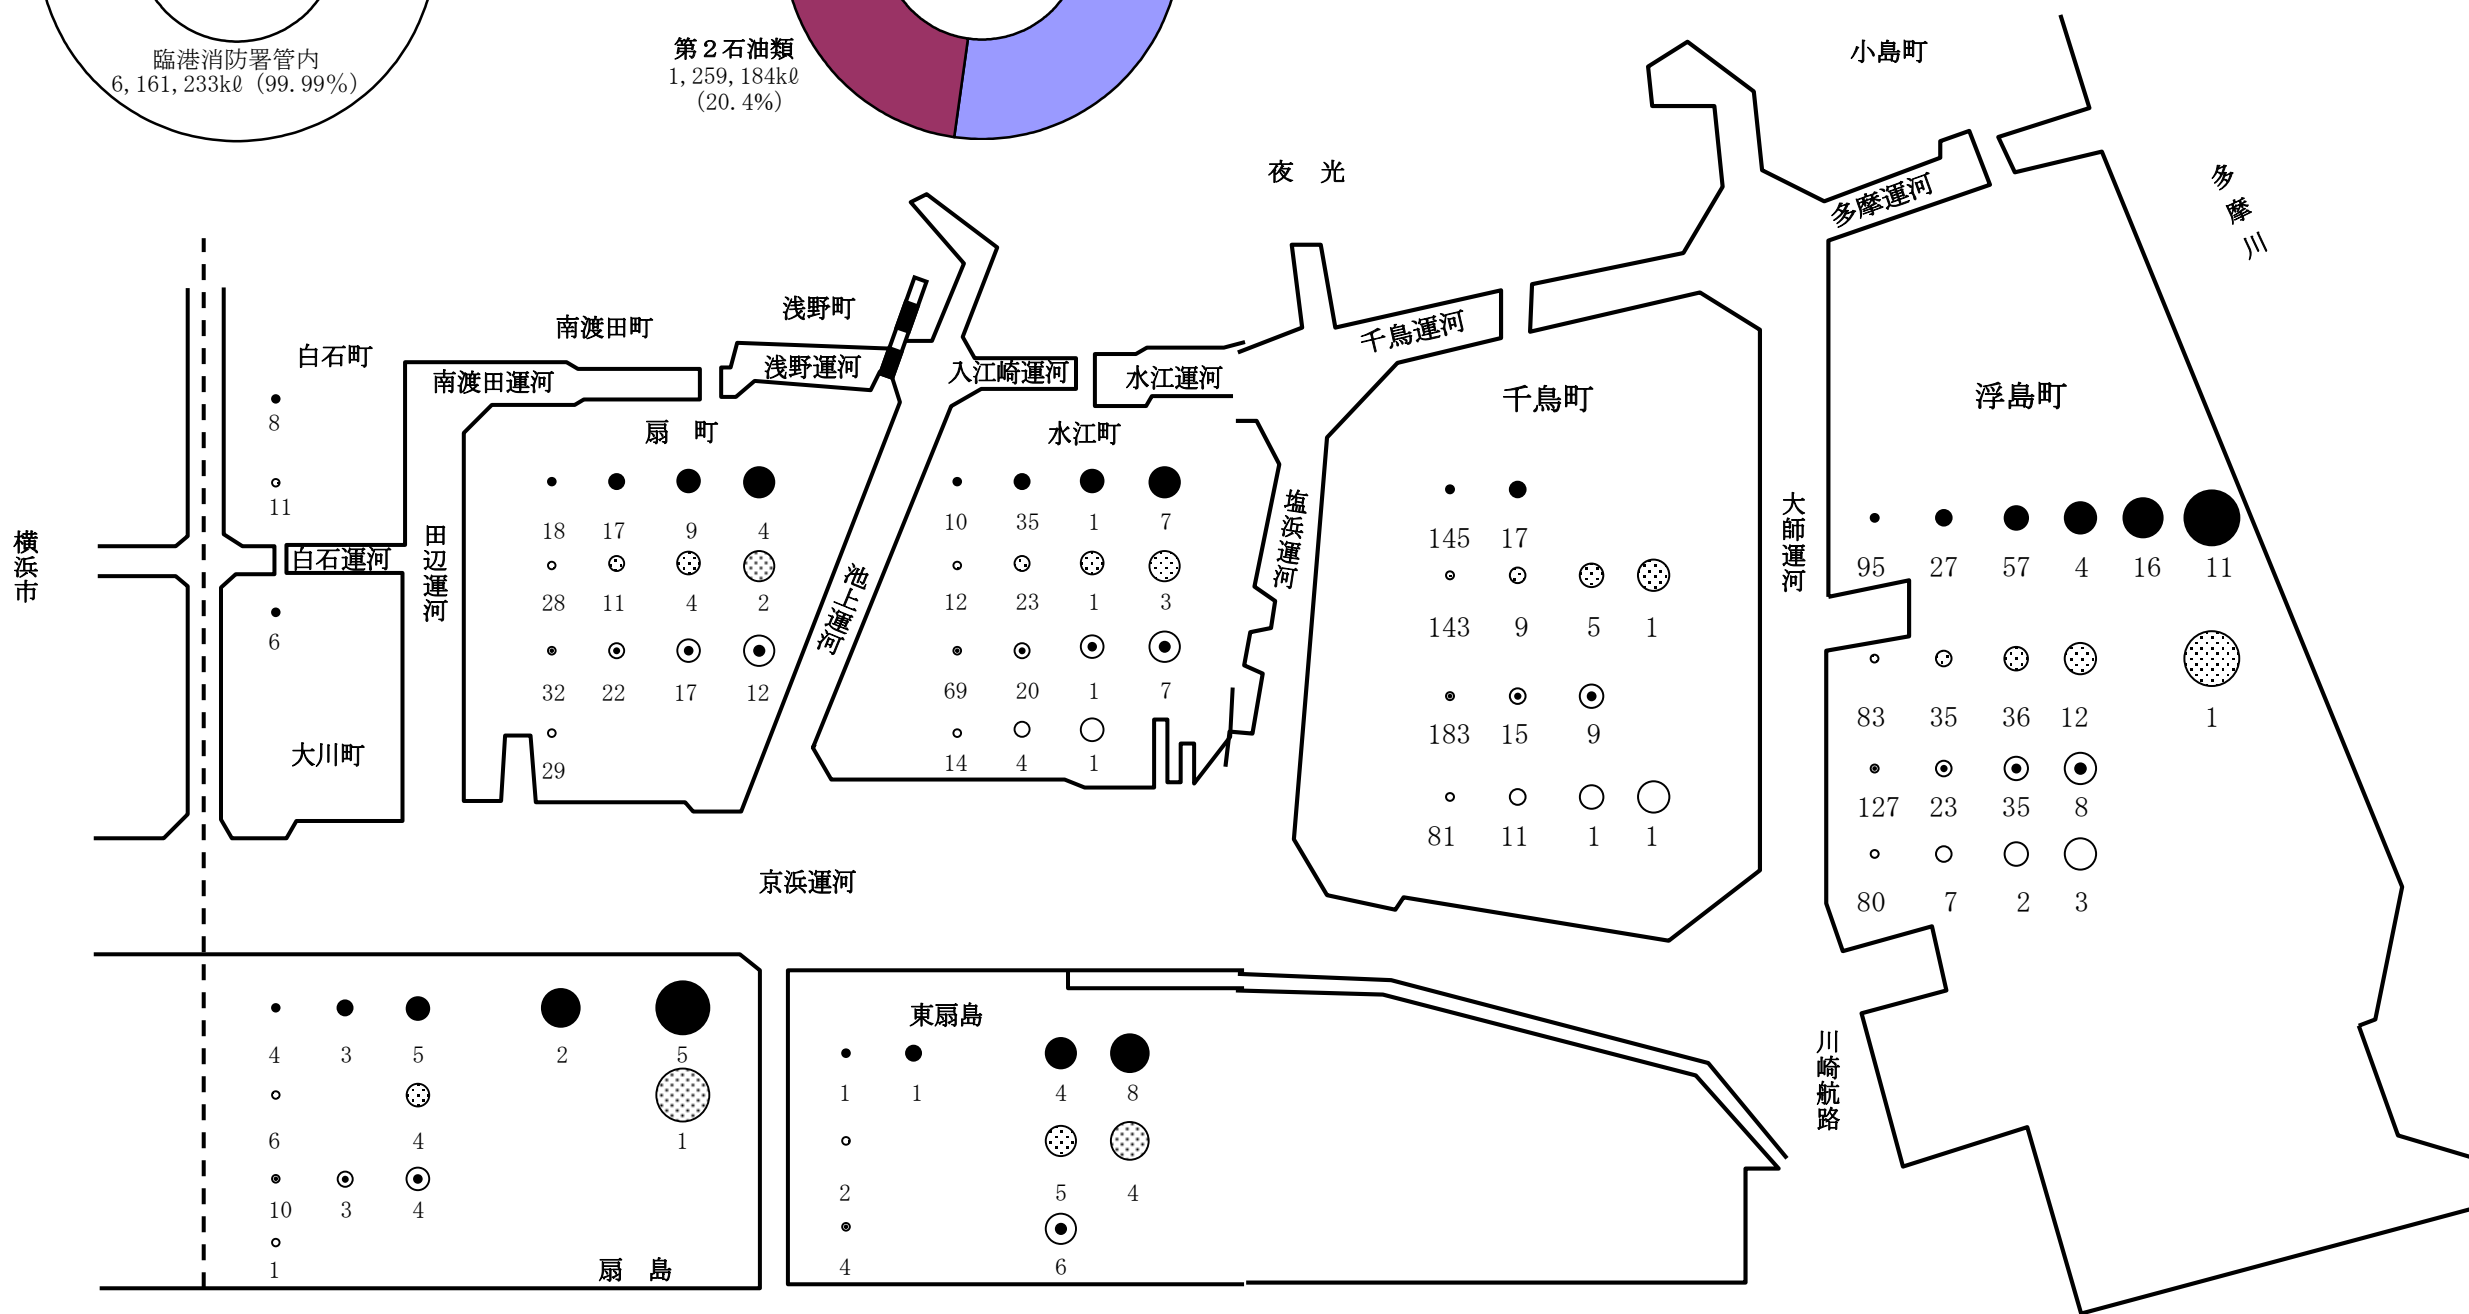 臨港消防署管内
6,161,233kℓ（99.99％）
第２石油類
1,259,184kℓ
（20.4%）
小島町
夜　光
多摩川
多摩運河
浅野町
南渡田町
白石町
南渡田運河
浅野運河
入江崎運河
水江運河
千鳥運河
扇　町
水江町
千鳥町
浮島町
8
11
白石運河
6
大川町
横浜市
田辺運河
18 17 9 4
28 11 4 2
32 22 17 12
29
池上運河
10 35 1 7
12 23 1 3
69 20 1 7
14 4 1
塩浜運河
145 17
143 9 5 1
183 15 9
81 11 1 1
大師運河
95 27 57 4 16 11
83 35 36 12 1
127 23 35 8
80 7 2 3
京浜運河
4 3 5 2 5
6 4 1
10 3 4
1
扇　島
東扇島
1 1 4 8
2 5 4
4 6
川崎航路